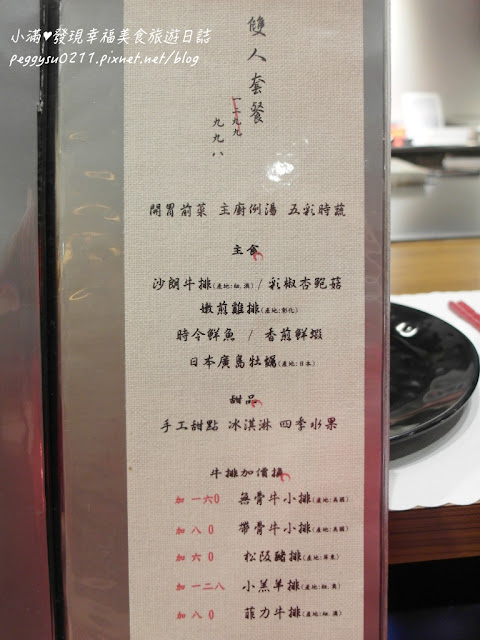 小滿♥發現幸福美食旅遊日誌
peggysu0211.pixnet.net/blog
雙人套餐
一一九九
九九八
開胃前菜 主廚例湯 五彩時蔬
主食
沙朗牛排(產地:紐.澳) / 彩椒杏鮑菇
嫩煎雞排(產地:彰化)
時令鮮魚 / 香煎鮮蝦
日本廣島牡蠣(產地:日本)
甜品
手工甜點 冰淇淋 四季水果
牛排加價換
加 一六0 無骨牛小排(產地:美國)
加 八 0 帶骨牛小排(產地:美國)
加 六 0 松阪豬排(產地:屏東)
加 一二八 小羔羊排(產地:紐.澳)
加 八 0 菲力牛排(產地:紐.澳)